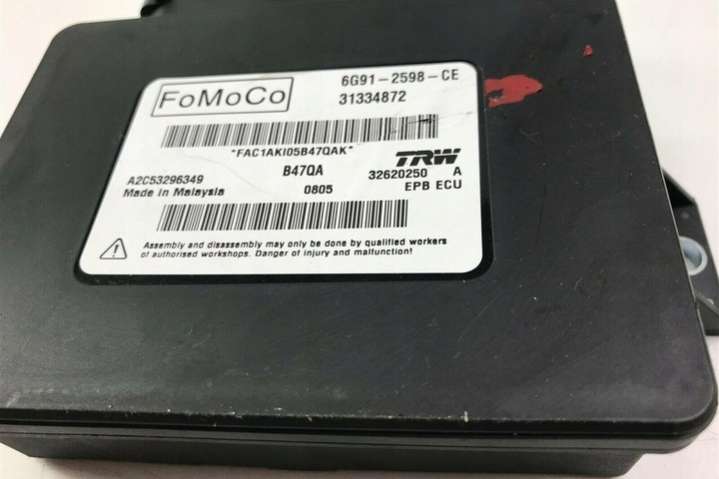 FoMoCo
6G91-2598-CE
31334872
*FAC1AKI05B47QAK*
TRW
B47QA
32620250 A
A2C53296349
Made in Malaysia
0805
EPB ECU
Assembly and disassembly may only be done by qualified workers
of authorised workshops. Danger of injury and malfunction!